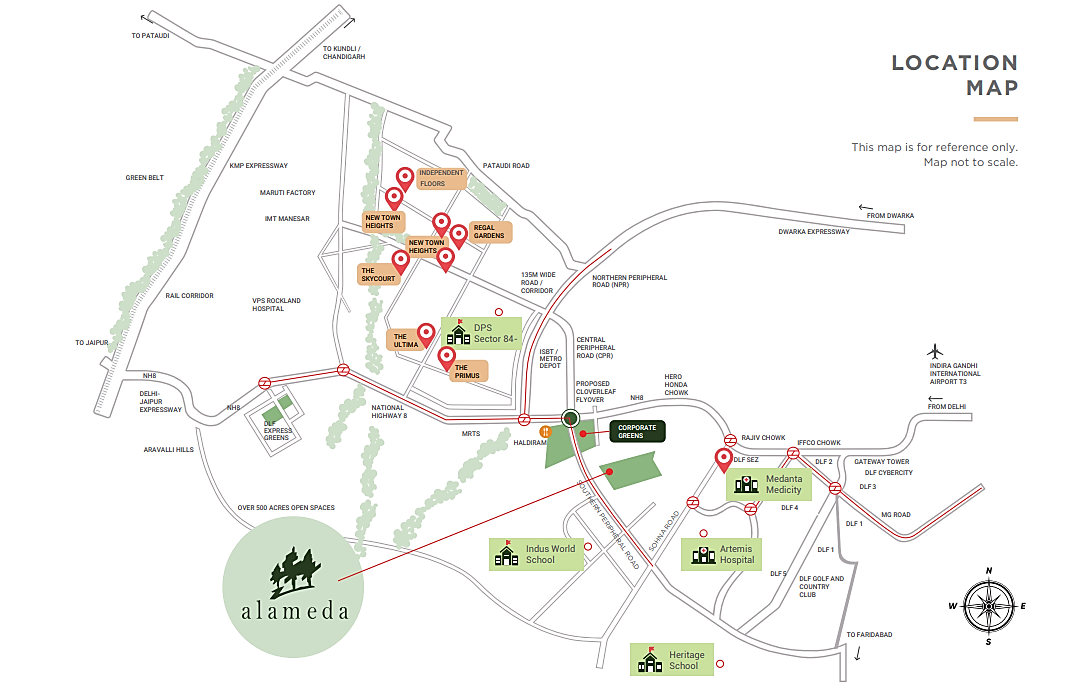 TO PATAUDI
TO KUNDLI /
CHANDIGARH
LOCATION
MAP
This map is for reference only.
Map not to scale.
KMP EXPRESSWAY
PATAUDI ROAD
GREEN BELT
INDEPENDENT
FLOORS
MARUTI FACTORY
IMT MANESAR
NEW TOWN
HEIGHTS
REGAL
GARDENS
FROM DWARKA
DWARKA EXPRESSWAY
NEW TOWN
HEIGHTS
THE
SKYCOURT
135M WIDE
ROAD /
CORRIDOR
NORTHERN PERIPHERAL
ROAD (NPR)
RAIL CORRIDOR
VPS ROCKLAND
HOSPITAL
DPS
Sector 84-
TO JAIPUR
THE
ULTIMA
CENTRAL
PERIPHERAL
ROAD (CPR)
ISBT /
METRO
DEPOT
THE
PRIMUS
INDIRA GANDHI
INTERNATIONAL
AIRPORT T3
NH8
DELHI-
JAIPUR
EXPRESSWAY
PROPOSED
CLOVERLEAF
FLYOVER
HERO
HONDA
CHOWK
NH8
FROM DELHI
NH8
NATIONAL
HIGHWAY 8
DLF
EXPRESS
GREENS
MRTS
HALDIRAM
CORPORATE
GREENS
RAJIV CHOWK
IFFCO CHOWK
ARAVALLI HILLS
DLF SEZ
DLF 2
GATEWAY TOWER
DLF CYBERCITY
Medanta
Medicity
DLF 3
OVER 500 ACRES OPEN SPACES
SOUTHERN PERIPHERAL ROAD
SOHNA ROAD
DLF 4
MG ROAD
DLF 1
Indus World
School
Artemis
Hospital
DLF 1
alameda
DLF 5
DLF GOLF AND
COUNTRY
CLUB
N
W
E
S
TO FARIDABAD
Heritage
School